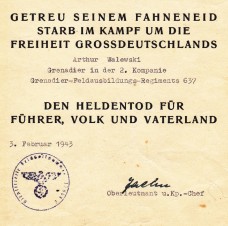 GETREU SEINEM FAHNENEID
STARB IM KAMPF UM DIE
FREIHEIT GROSSDEUTSCHLANDS
Arthur Walewski
Grenadier in der 2. Kompanie
Grenadier-Feldausbildungs-Regiments 637
DEN HELDENTOD FÜR
FÜHRER, VOLK UND VATERLAND
3. Februar 1943
Oberleutnant u.Kp.-Chef